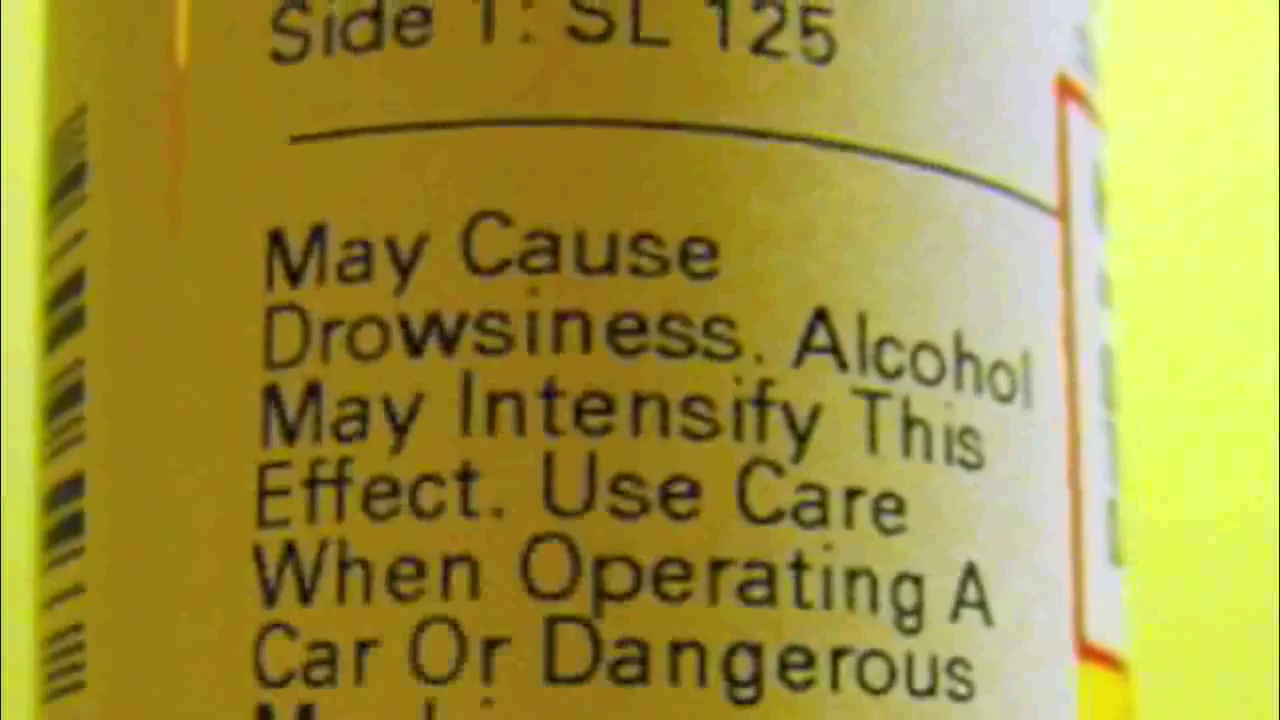 Side 1: SL 125
May Cause
Drowsiness. Alcohol
May Intensify This
Effect. Use Care
When Operating A
Car Or Dangerous